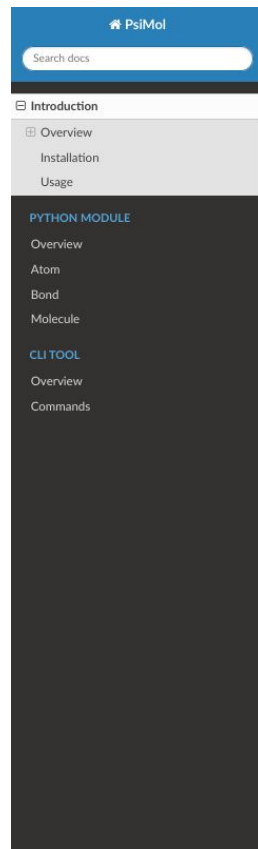 PsiMol
Search docs
Introduction
Overview
Installation
Usage
PYTHON MODULE
Overview
Atom
Bond
Molecule
CLI TOOL
Overview
Commands